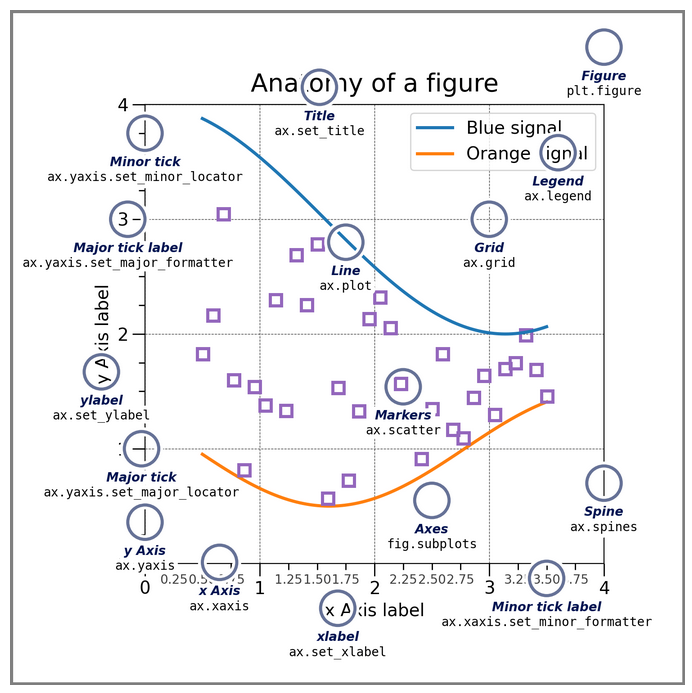 Figure
plt.figure
Anatomy of a figure
Title
ax.set_title
4
Blue signal
Orange signal
Minor tick
ax.yaxis.set_minor_locator
Legend
ax.legend
3
Major tick label
ax.yaxis.set_major_formatter
Grid
ax.grid
Line
ax.plot
2
y Axis label
ylabel
ax.set_ylabel
Markers
ax.scatter
Major tick
ax.yaxis.set_major_locator
Spine
ax.spines
Axes
fig.subplots
y Axis
ax.yaxis
0.25 1.25 1.50 1.75 2.25 2.50 2.75 3.50
0 1 2 3 4
x Axis
ax.xaxis
x Axis label
Minor tick label
ax.xaxis.set_minor_formatter
xlabel
ax.set_xlabel